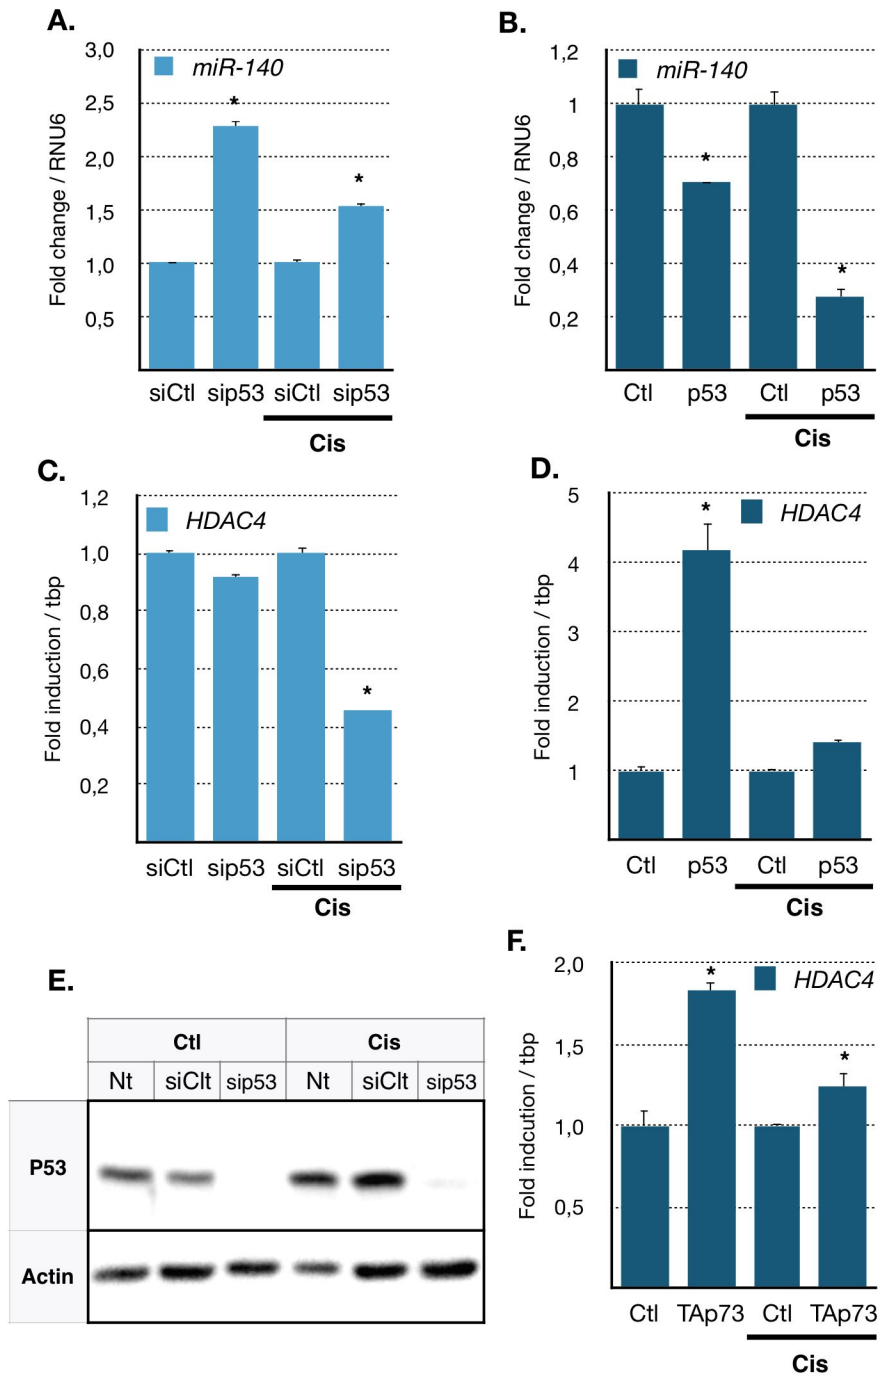 A.
3,0
2,5
2,0
1,5
1,0
0,5
Fold change / RNU6
miR-140
*
*
siCtl sip53 siCtl sip53
Cis
B.
1,2
1
0,8
0,6
0,4
0,2
Fold change / RNU6
miR-140
*
*
Ctl p53 Ctl p53
Cis
C.
1,2
1,0
0,8
0,6
0,4
0,2
Fold induction / tbp
HDAC4
*
siCtl sip53 siCtl sip53
Cis
D.
5
4
3
2
1
Fold induction / tbp
HDAC4
*
Ctl p53 Ctl p53
Cis
E.
Ctl Cis
Nt siClt sip53 Nt siClt sip53
P53
Actin
F.
2,0
1,5
1,0
0,5
Fold indcution / tbp
HDAC4
*
*
Ctl TAp73 Ctl TAp73
Cis